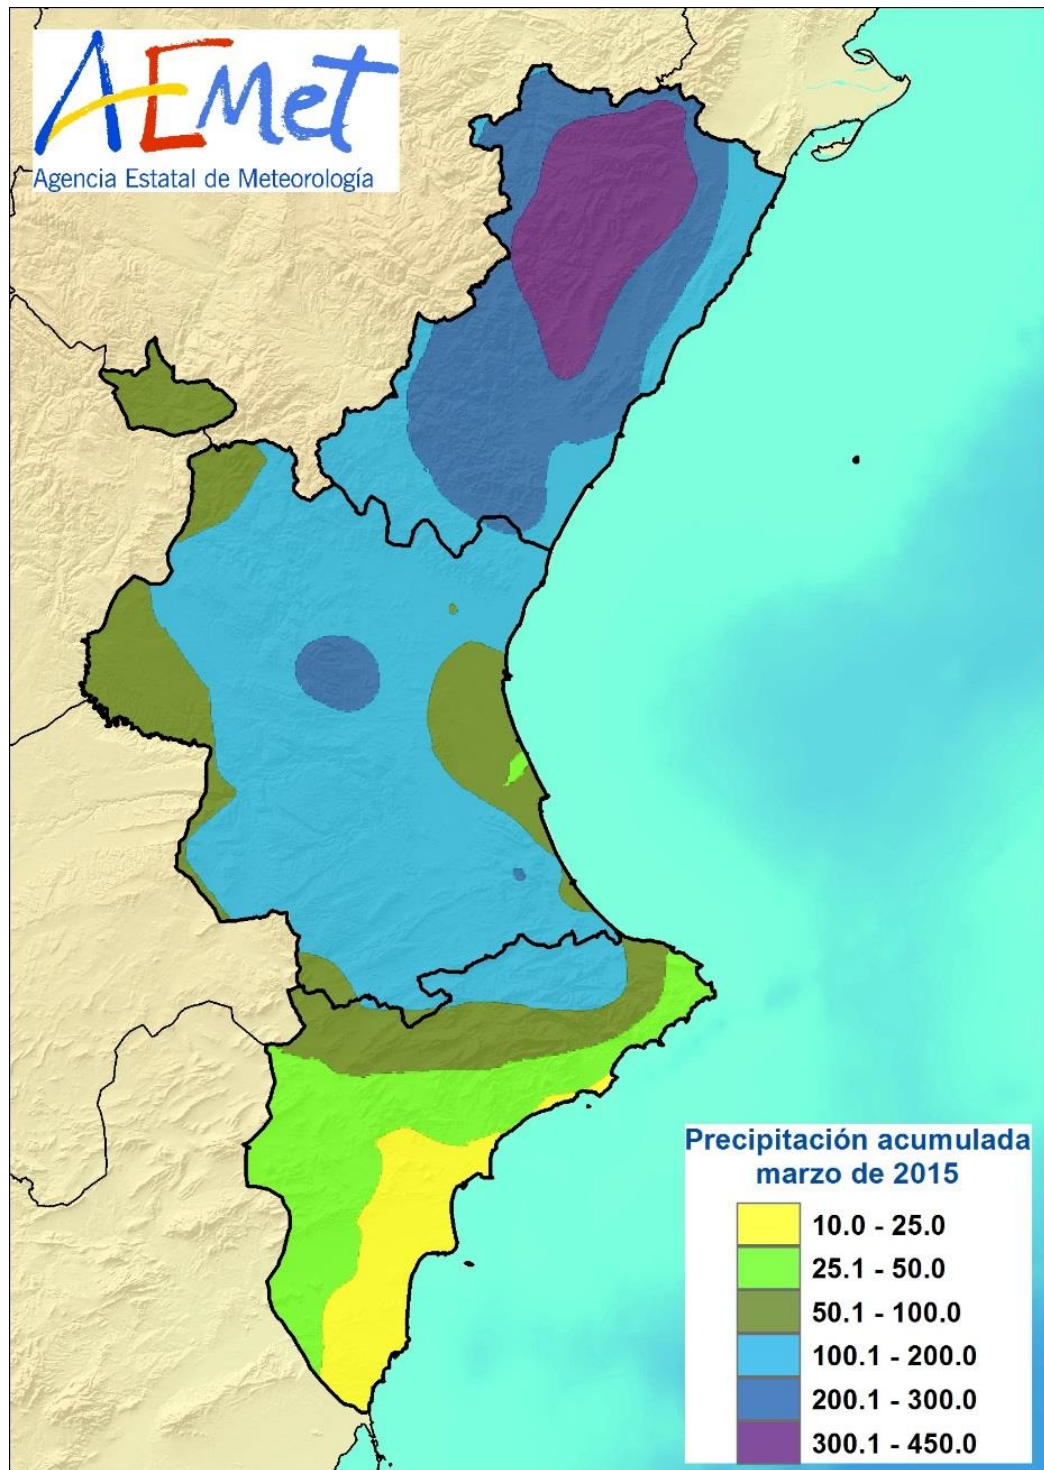 AEMet
Agencia Estatal de Meteorología
Precipitación acumulada
marzo de 2015
10.0 - 25.0
25.1 - 50.0
50.1 - 100.0
100.1 - 200.0
200.1 - 300.0
300.1 - 450.0